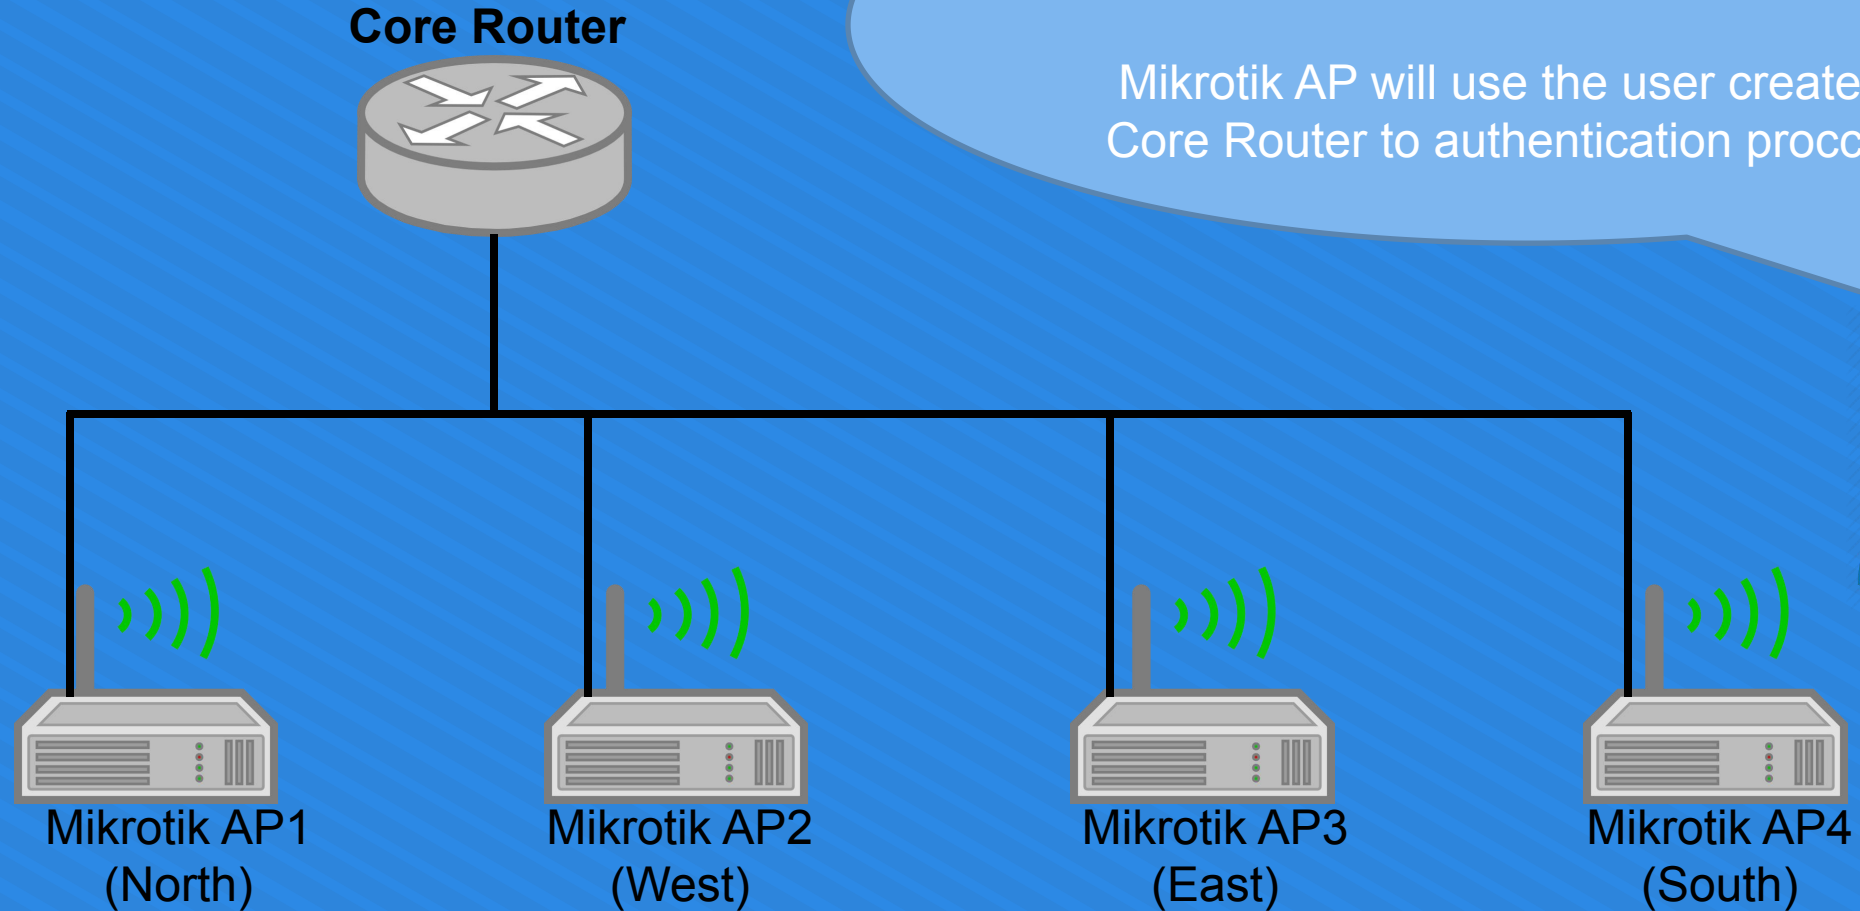 Core Router
Mikrotik AP will use the user create
Core Router to authentication procc
Mikrotik AP1
(North)
Mikrotik AP2
(West)
Mikrotik AP3
(East)
Mikrotik AP4
(South)